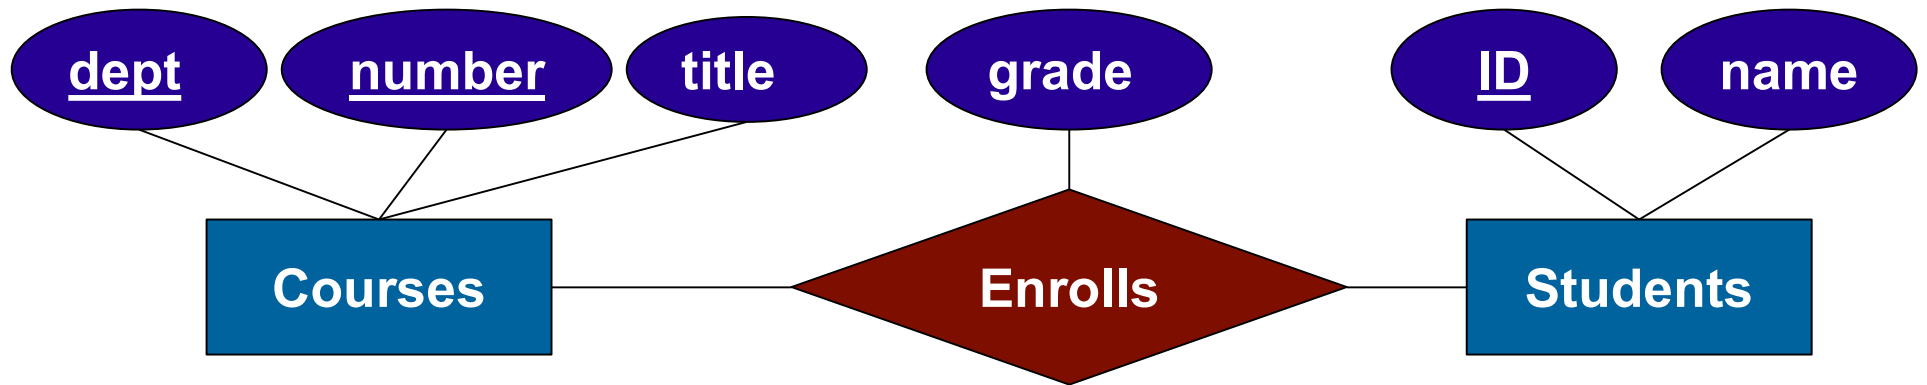 dept number title grade ID name
Courses Enrolls Students